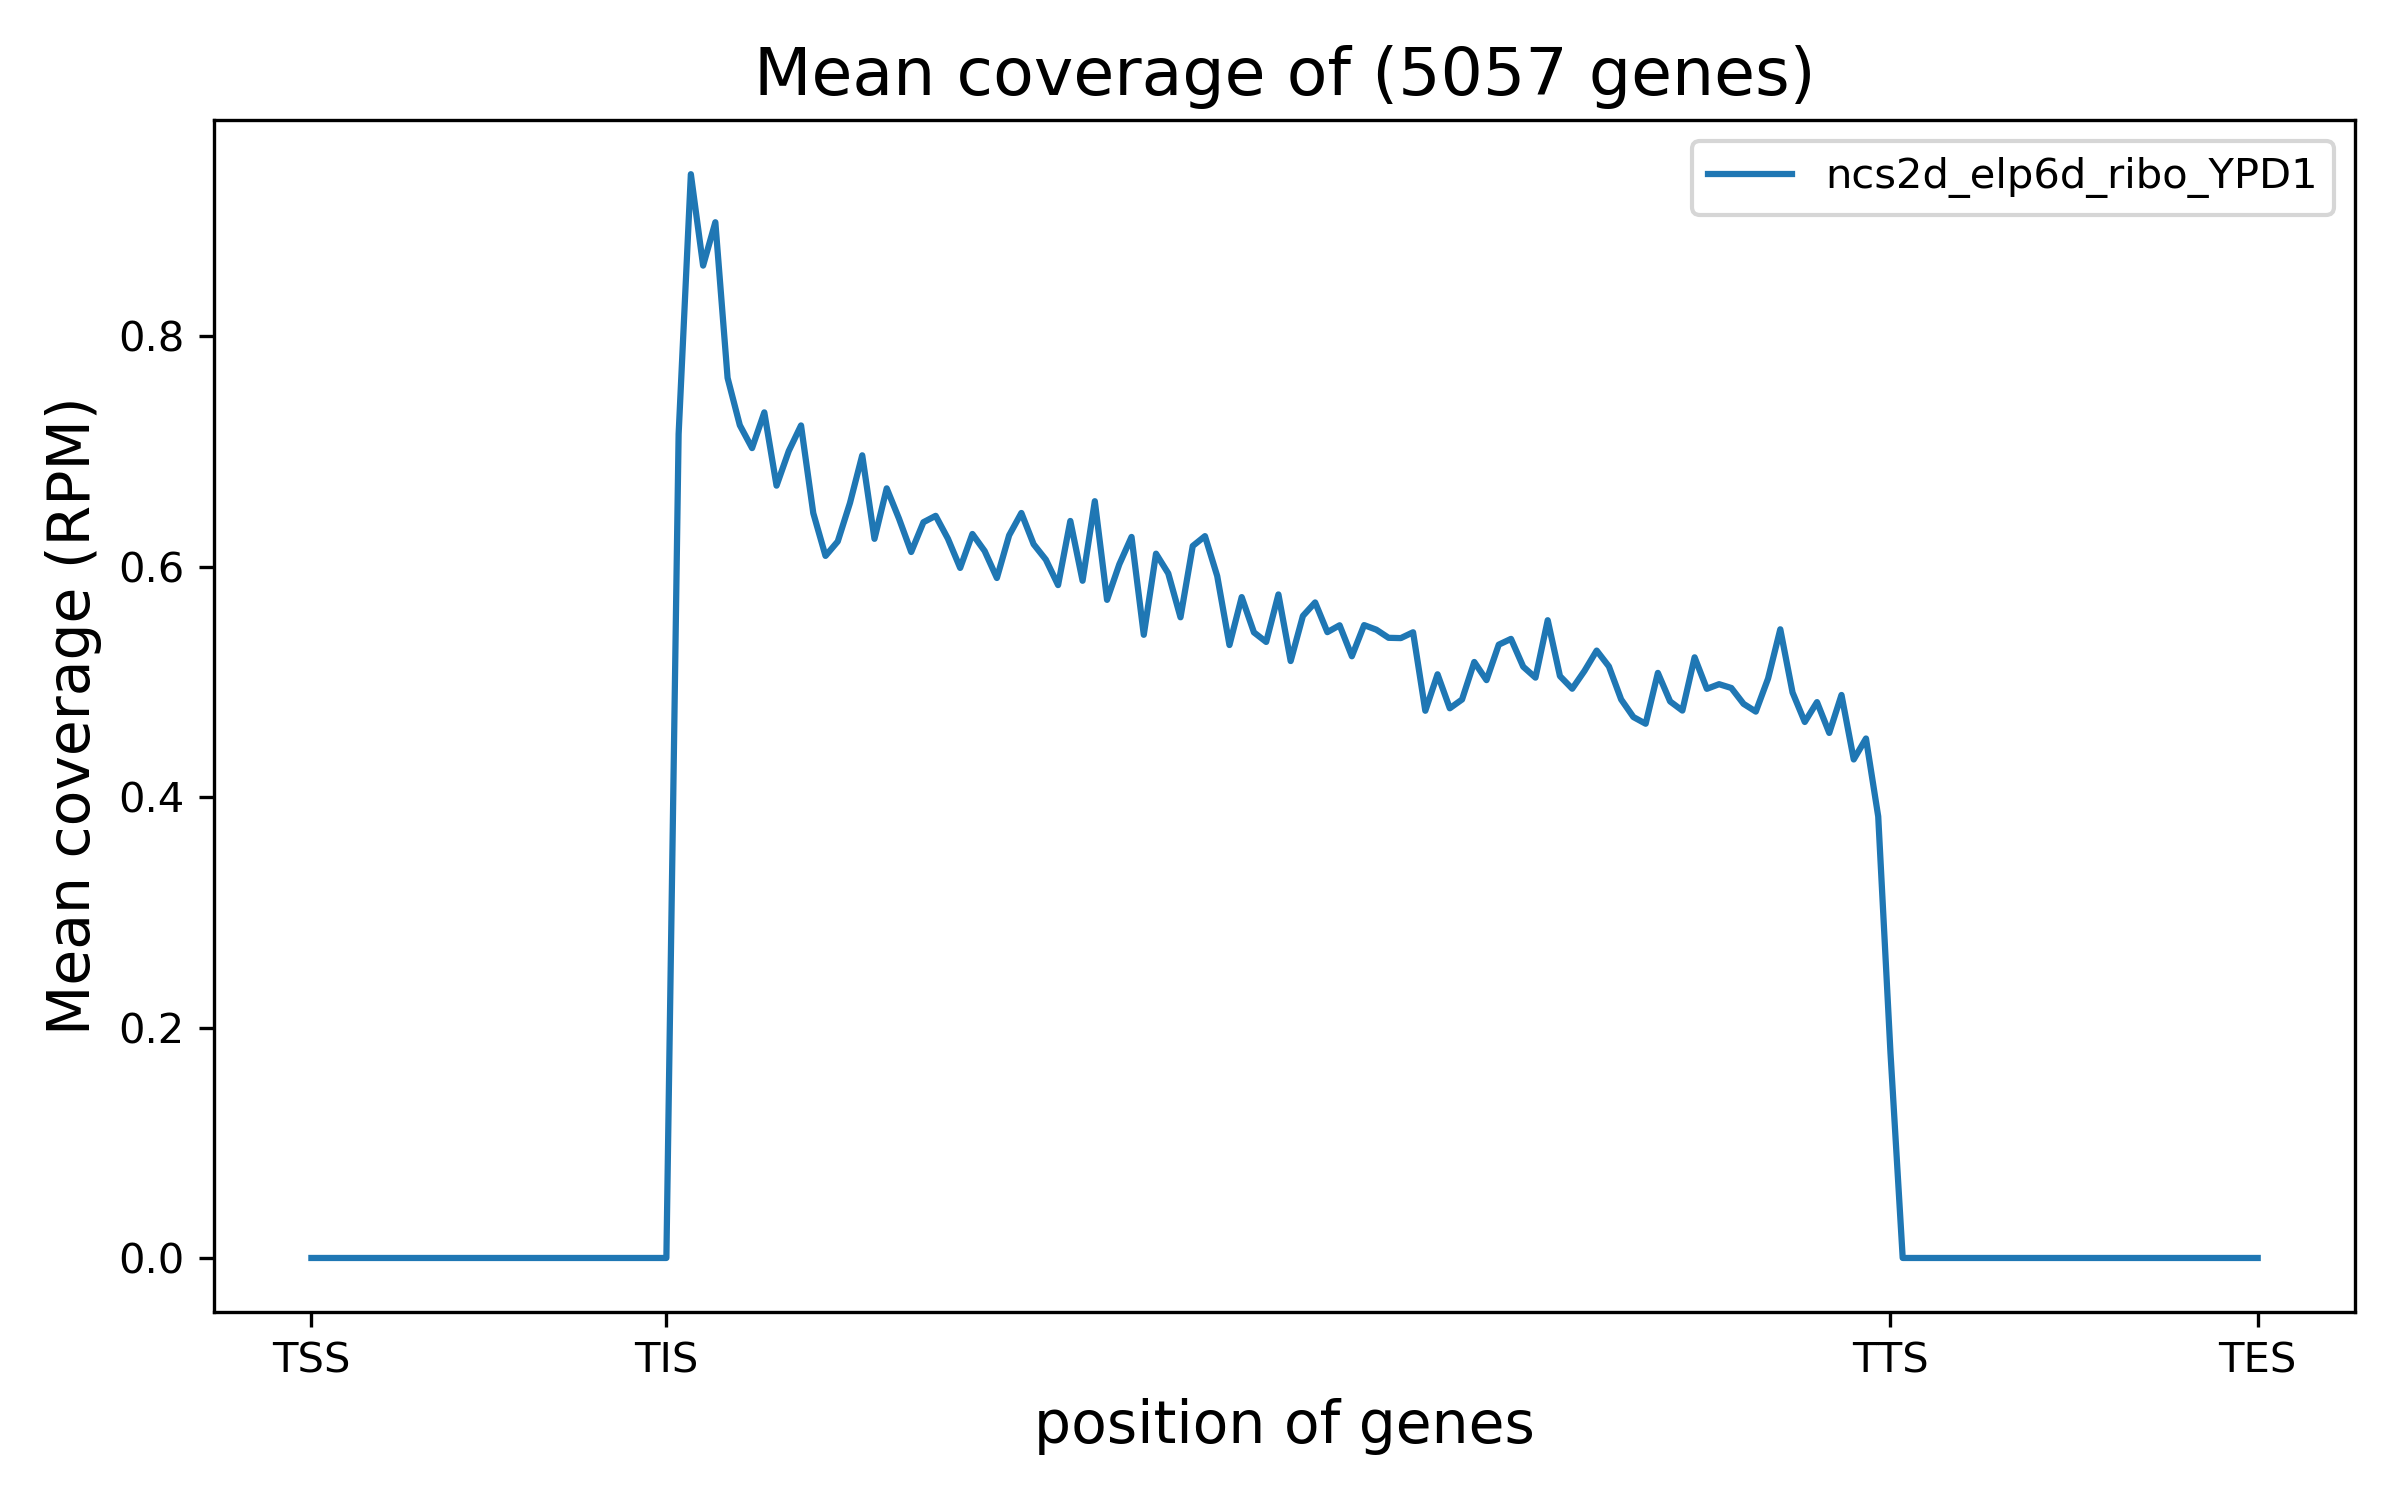 Mean coverage of (5057 genes)
ncs2d_elp6d_ribo_YPD1
Mean coverage (RPM)
0.8
0.6
0.4
0.2
0.0
TSS TIS TTS TES
position of genes